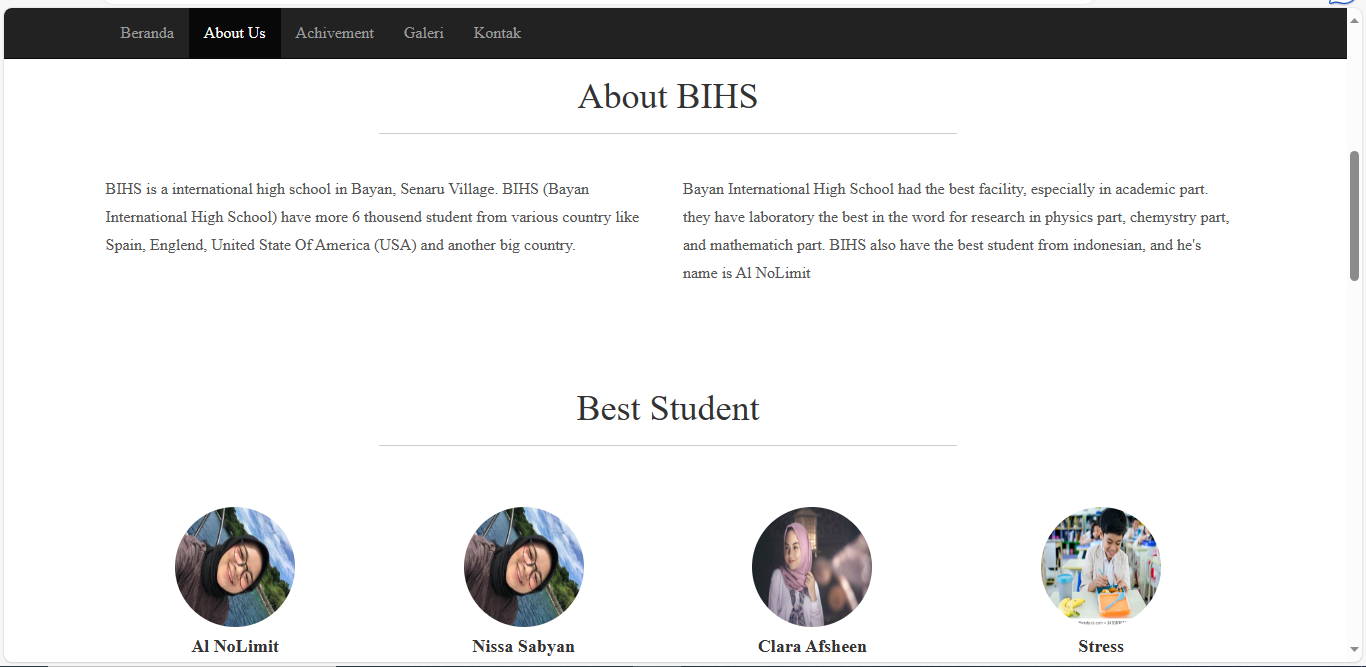 Beranda About Us Achivement Galeri Kontak
About BIHS
BIHS is a international high school in Bayan, Senaru Village. BIHS (Bayan
International High School) have more 6 thousend student from various country like
Spain, Englend, United State Of America (USA) and another big country.
Bayan International High School had the best facility, especially in academic part.
they have laboratory the best in the word for research in physics part, chemystry part,
and mathematich part. BIHS also have the best student from indonesian, and he's
name is Al NoLimit
Best Student
Al NoLimit
Nissa Sabyan
Clara Afsheen
Stress